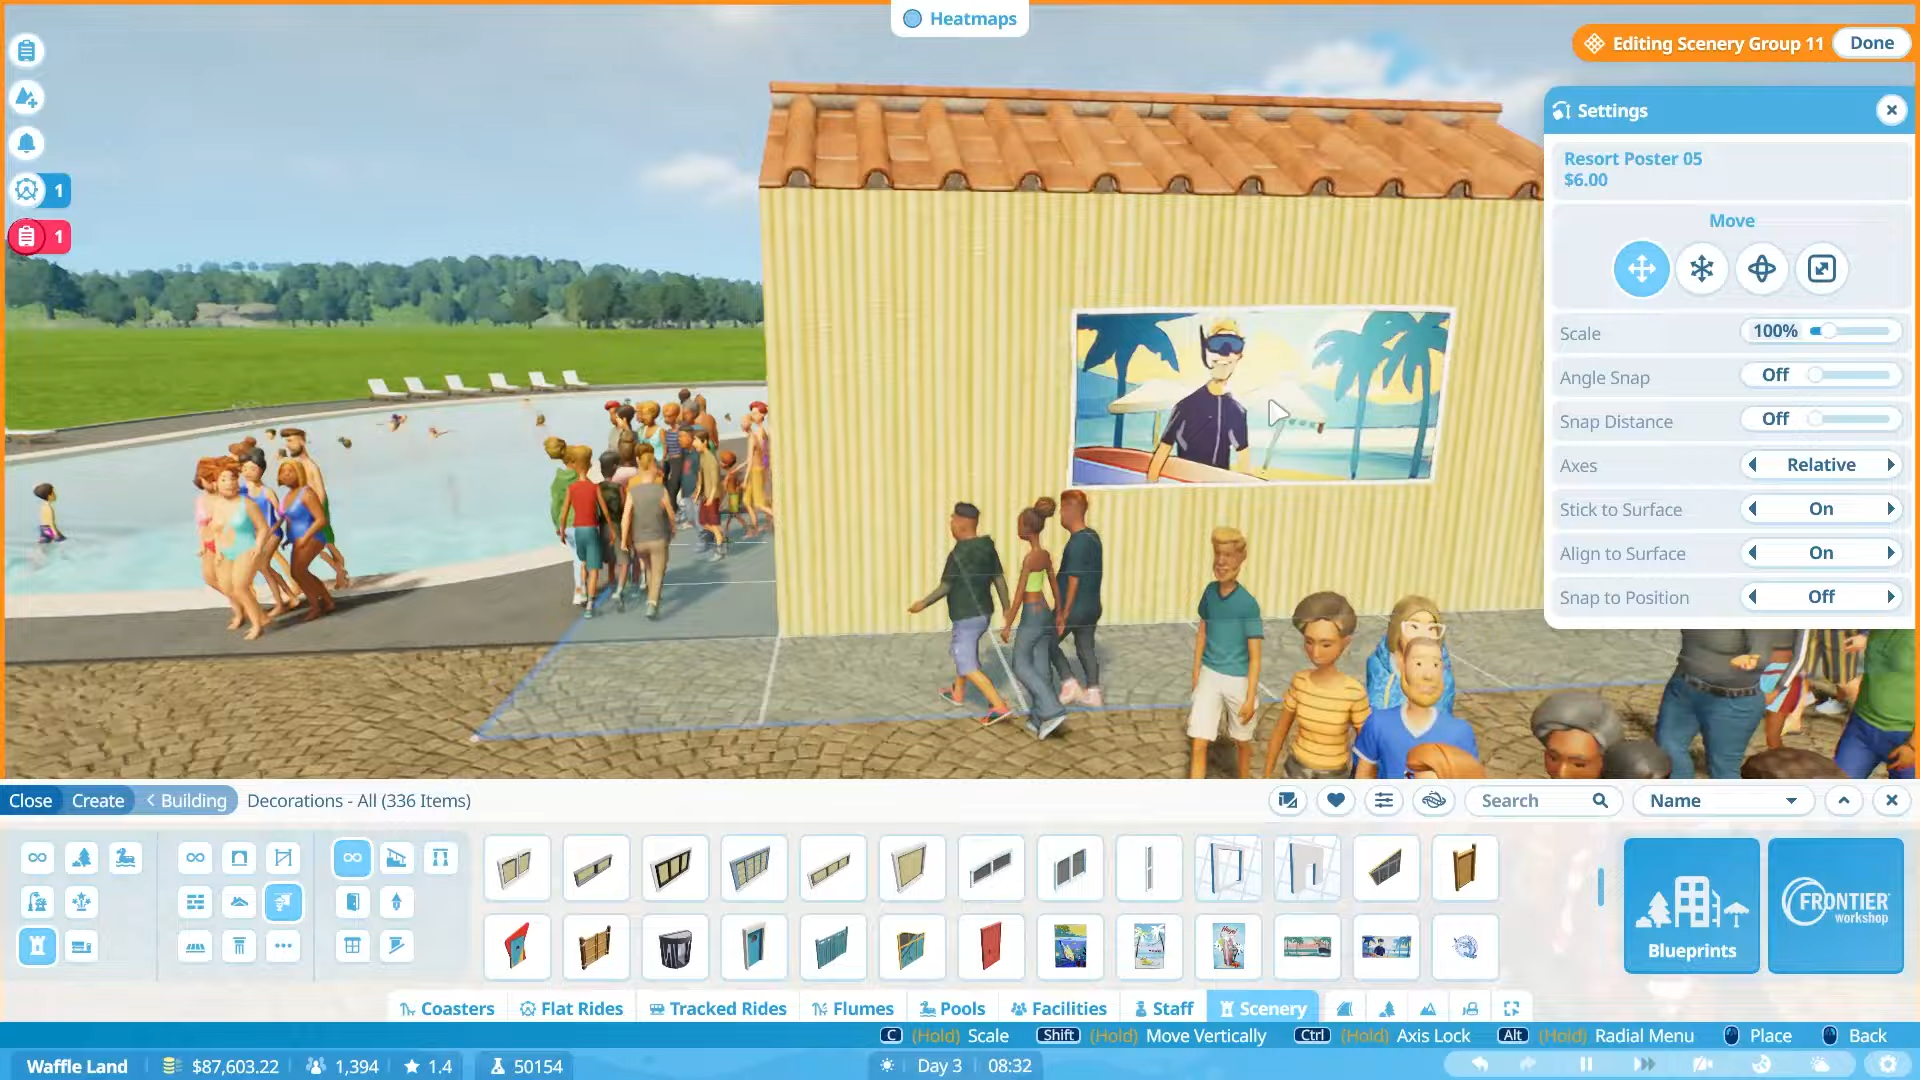 Heatmaps
Editing Scenery Group 11 Done
1
1
Settings
Resort Poster 05
$6.00
Move
Scale 100%
Angle Snap Off
Snap Distance Off
Axes Relative
Stick to Surface On
Align to Surface On
Snap to Position Off
Close Create Building Decorations - All (336 Items) Search Name
Blueprints
FRONTIER
workshop
Coasters Flat Rides Tracked Rides Flumes Pools Facilities Staff Scenery
C (Hold) Scale Shift (Hold) Move Vertically Ctrl (Hold) Axis Lock Alt (Hold) Radial Menu Place Back
Waffle Land $87,603.22 1,394 1.4 50154 Day 3 08:32